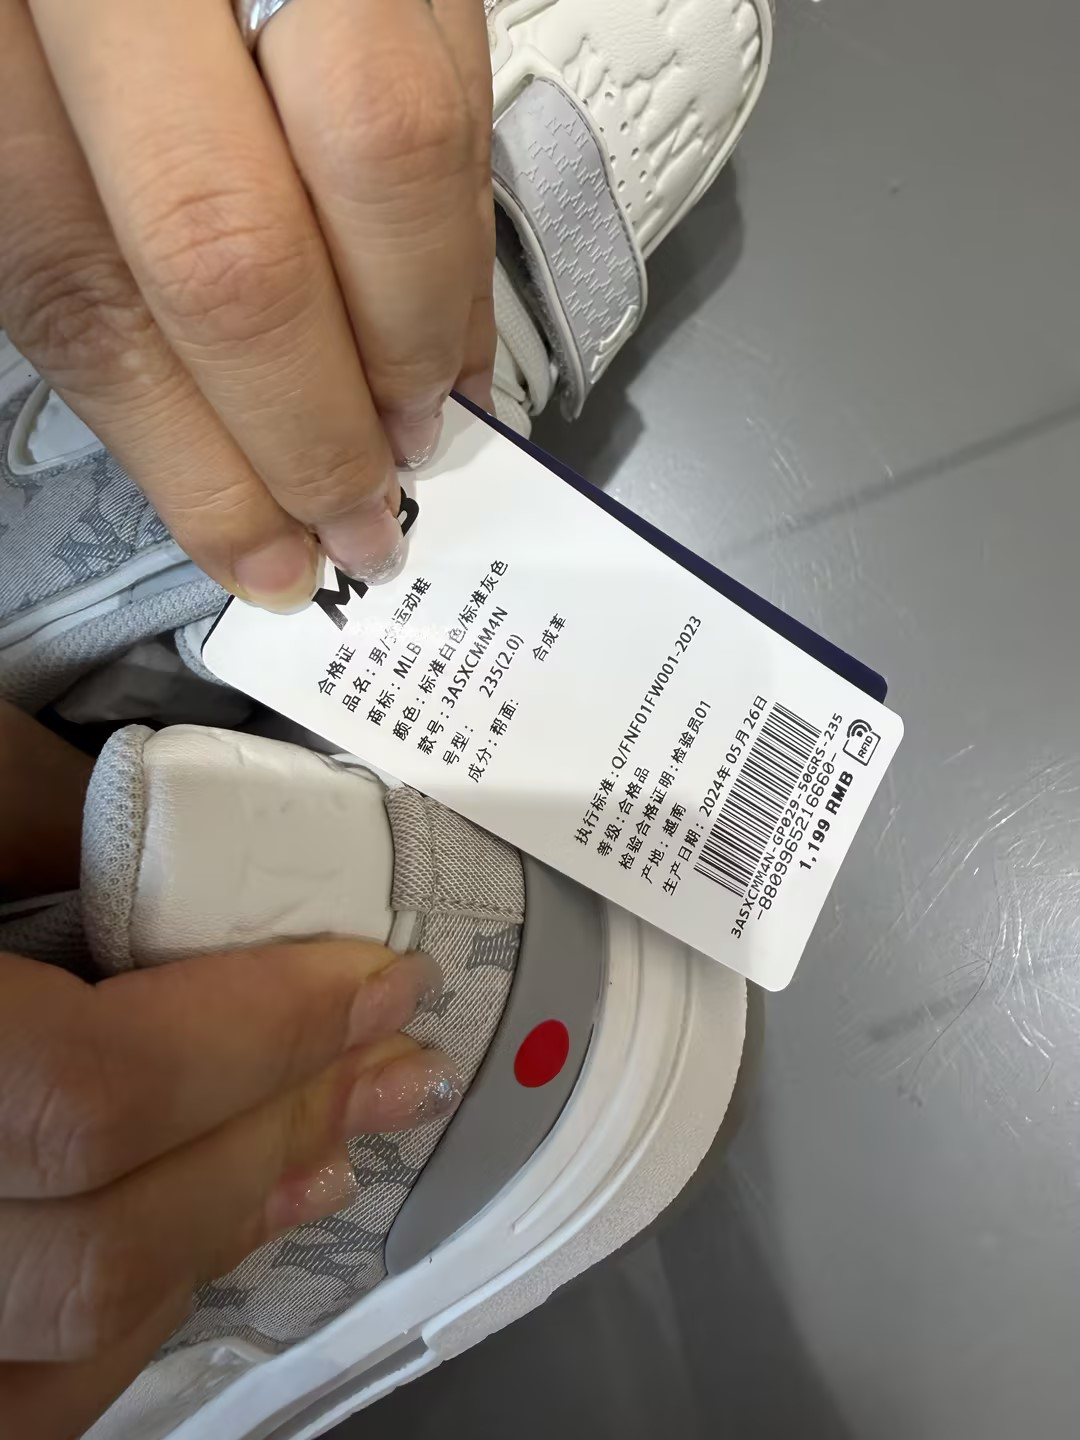 合格证
品名：男/女运动鞋
商标：MLB
颜色：标准白色/标准灰色
款号：3ASXCMM4N
号型： 235(2.0)
成分：帮面: 合成革
执行标准：Q/FNF01FW001-2023
等级：合格品
检验合格证明：检验员01
产地：越南
生产日期：2024年05月26日
3ASXCMM4N-GP029-50GRS-235
-8809965216660-
1,199 RMB
RFID